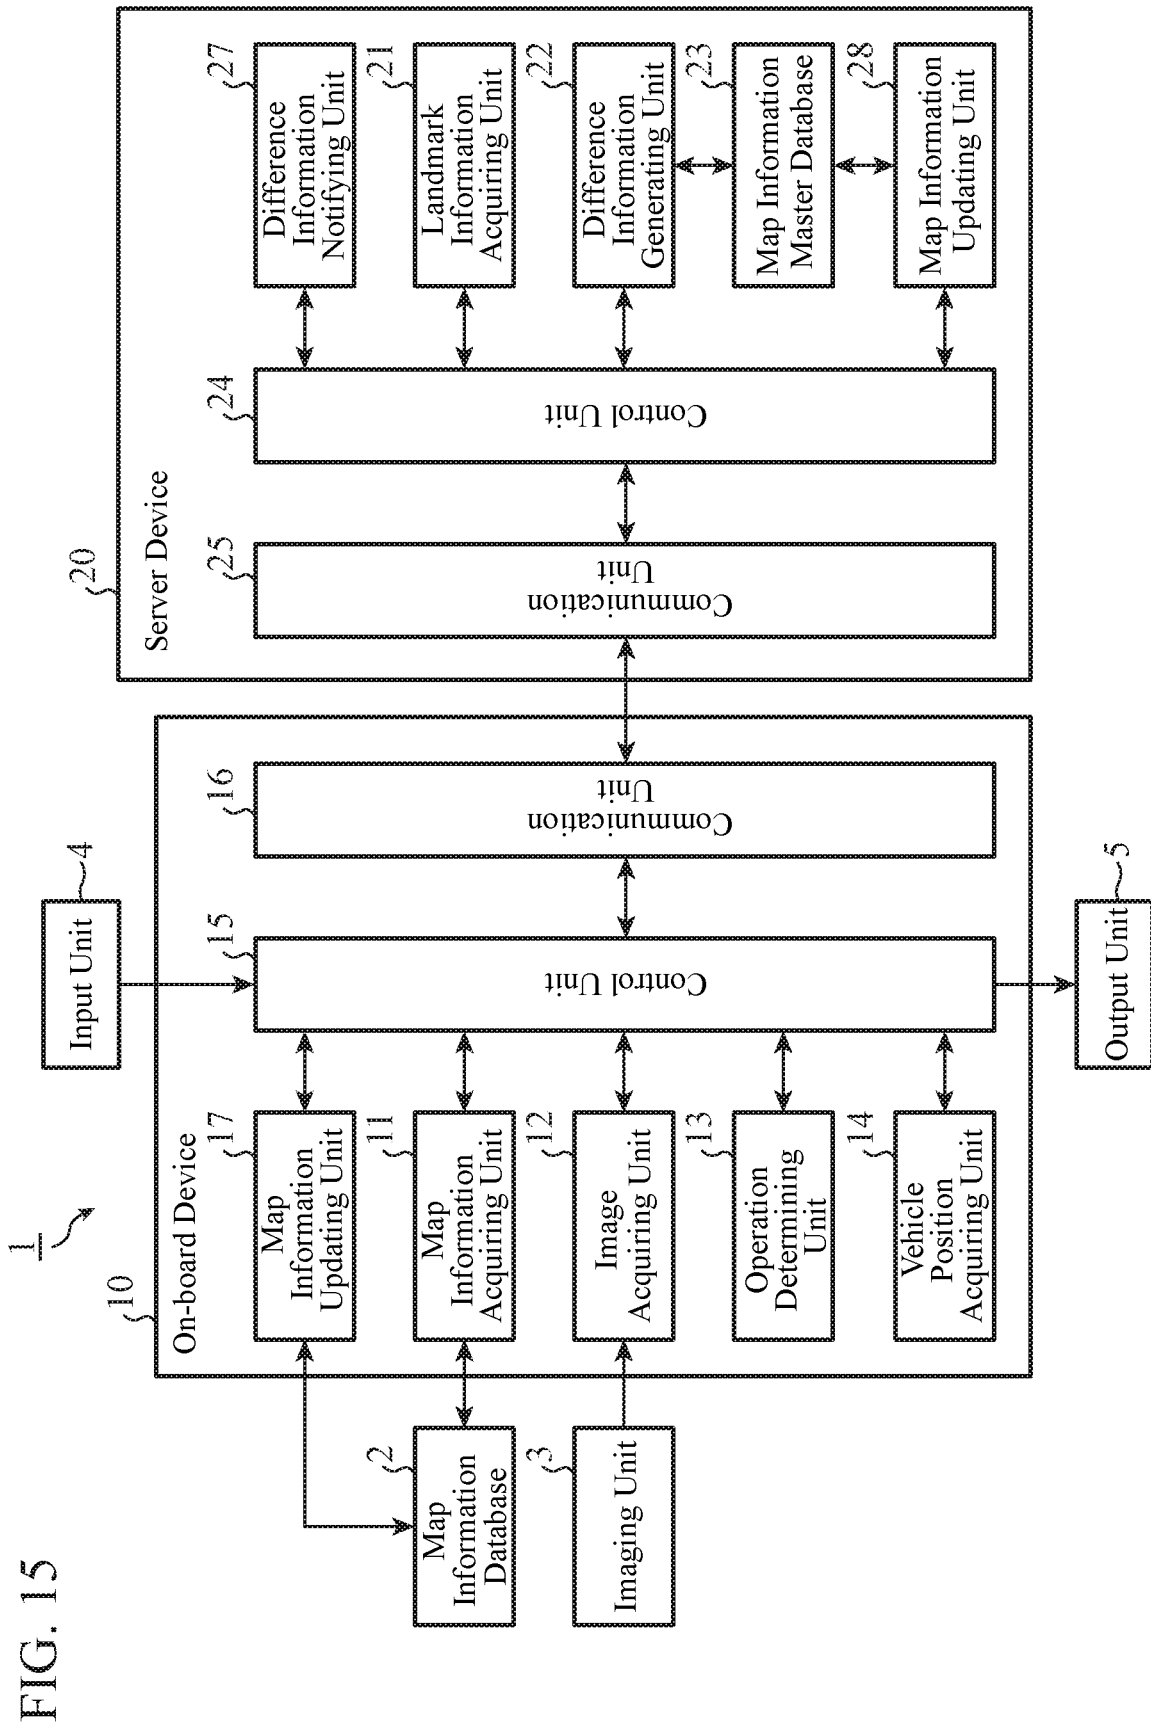 FIG. 15
1
10
On-board Device
2
Map
Information
Database
3
Imaging Unit
17
Map
Information
Updating Unit
11
Map
Information
Acquiring Unit
12
Image
Acquiring Unit
13
Operation
Determining
Unit
14
Vehicle
Position
Acquiring Unit
4
Input Unit
15
Control Unit
5
Output Unit
16
Communication
Unit
20
Server Device
25
Communication
Unit
24
Control Unit
27
Difference
Information
Notifying Unit
21
Landmark
Information
Acquiring Unit
22
Difference
Information
Generating Unit
23
Map Information
Master Database
28
Map Information
Updating Unit